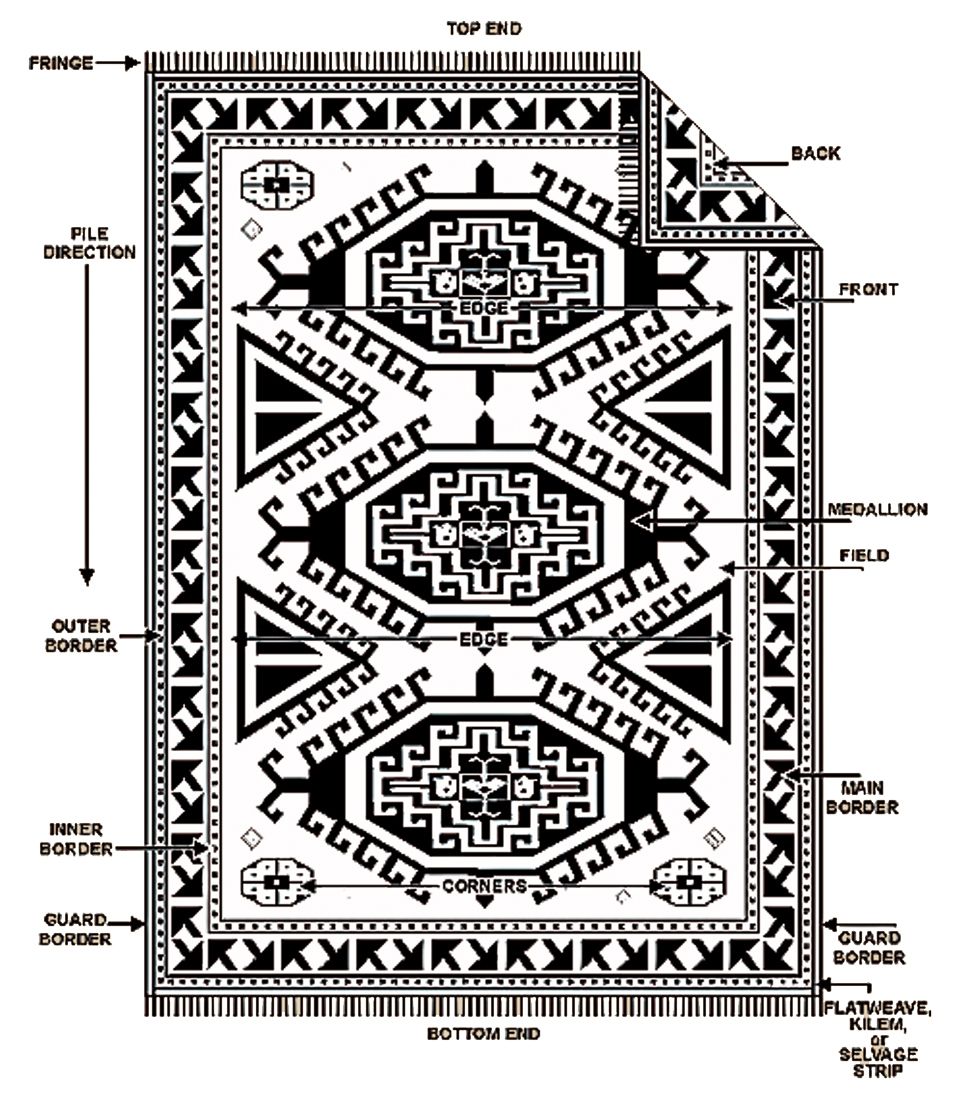 TOP END
FRINGE
BACK
PILE
DIRECTION
FRONT
EDGE
MEDALLION
FIELD
OUTER
BORDER
EDGE
MAIN
BORDER
INNER
BORDER
CORNERS
GUARD
BORDER
GUARD
BORDER
FLATWEAVE,
KILEM,
or
SELVAGE
STRIP
BOTTOM END